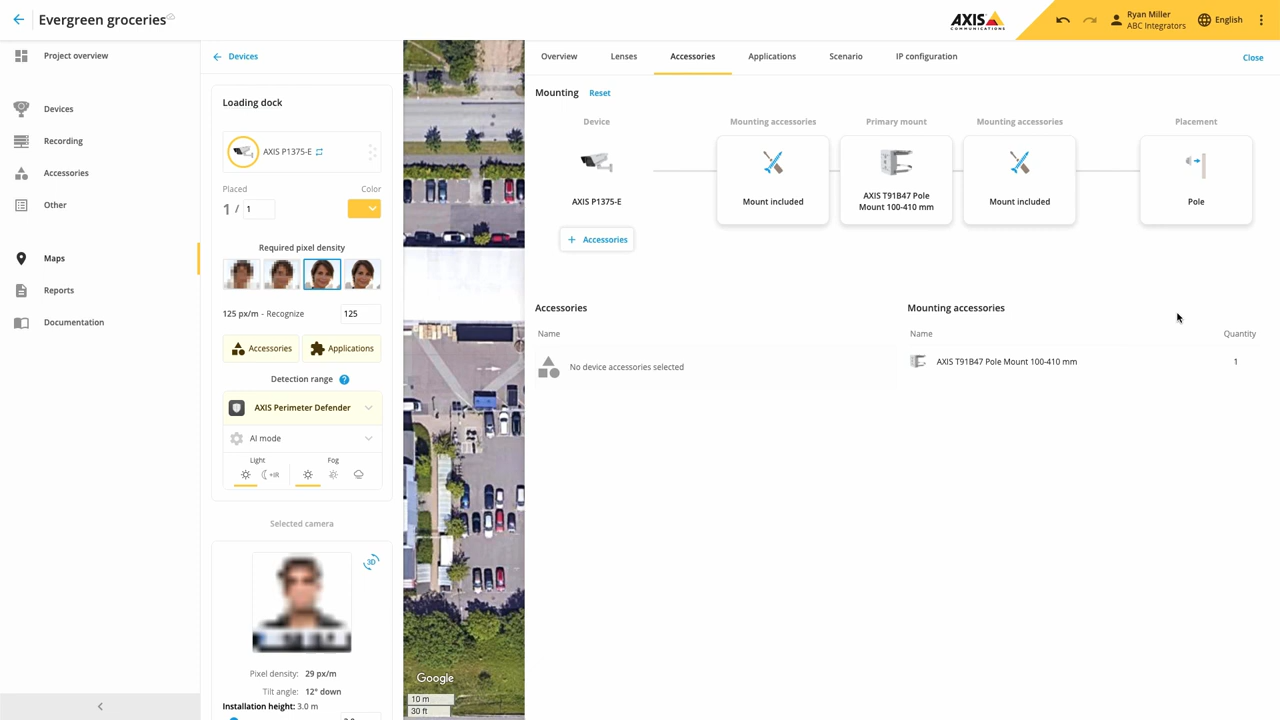 Evergreen groceries
AXIS
COMMUNICATIONS
Ryan Miller
ABC Integrators
English
Project overview
Devices
Recording
Accessories
Other
Maps
Reports
Documentation
Devices
Loading dock
AXIS P1375-E
Placed
Color
1 / 1
Required pixel density
125 px/m - Recognize
125
Accessories
Applications
Detection range
?
AXIS Perimeter Defender
AI mode
Light
Fog
+IR
Selected camera
3D
Pixel density: 29 px/m
Tilt angle: 12° down
Installation height: 3.0 m
Google
10 m
30 ft
Overview
Lenses
Accessories
Applications
Scenario
IP configuration
Close
Mounting
Reset
Device
Mounting accessories
Primary mount
Mounting accessories
Placement
AXIS P1375-E
Mount included
AXIS T91B47 Pole
Mount 100-410 mm
Mount included
Pole
+ Accessories
Accessories
Name
No device accessories selected
Mounting accessories
Name
Quantity
AXIS T91B47 Pole Mount 100-410 mm
1